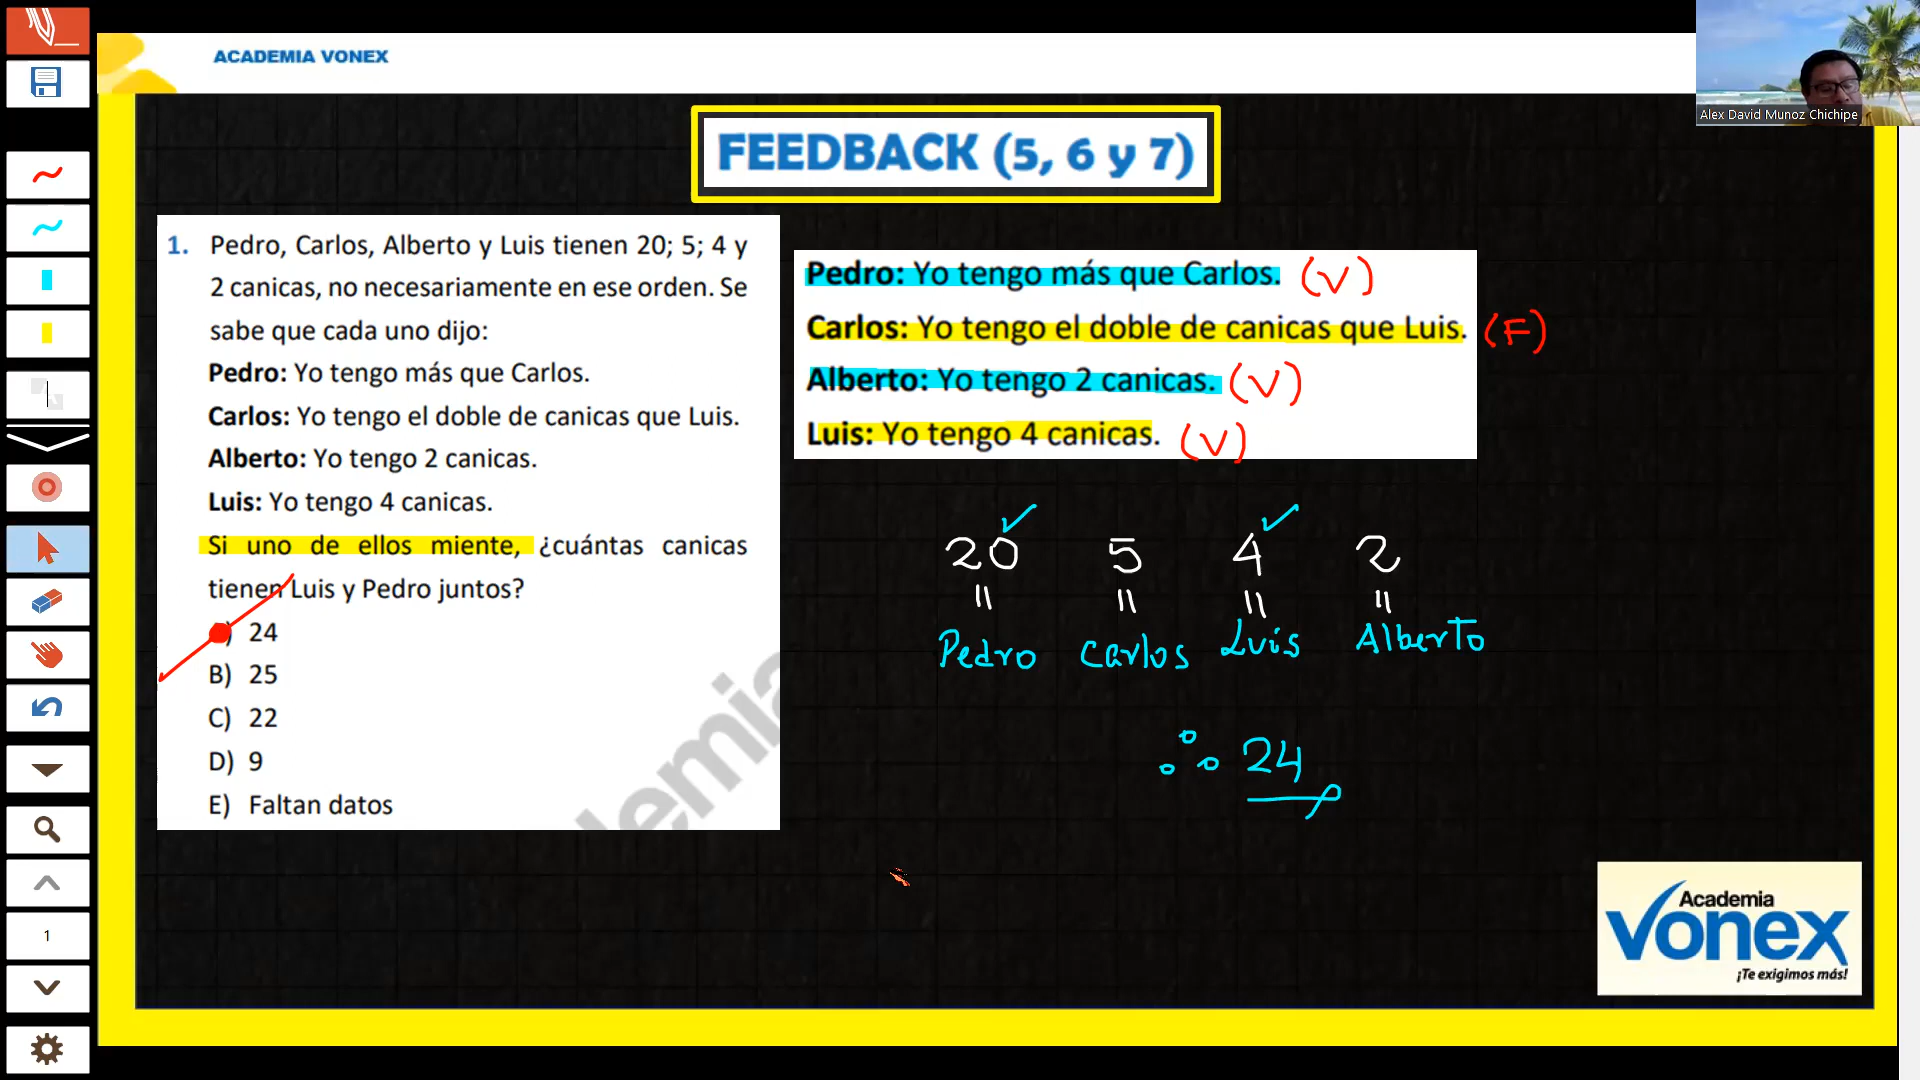 ACADEMIA VONEX
Alex David Munoz Chichipe
FEEDBACK (5, 6 y 7)
1. Pedro, Carlos, Alberto y Luis tienen 20; 5; 4 y
2 canicas, no necesariamente en ese orden. Se
sabe que cada uno dijo:
Pedro: Yo tengo más que Carlos.
Carlos: Yo tengo el doble de canicas que Luis.
Alberto: Yo tengo 2 canicas.
Luis: Yo tengo 4 canicas.
Si uno de ellos miente, ¿cuántas canicas
tienen Luis y Pedro juntos?
) 24
B) 25
C) 22
D) 9
E) Faltan datos
Pedro: Yo tengo más que Carlos. (V)
Carlos: Yo tengo el doble de canicas que Luis. (F)
Alberto: Yo tengo 2 canicas. (V)
Luis: Yo tengo 4 canicas. (V)
20 ✓ 5 4 ✓ 2
= = = =
Pedro Carlos Luis Alberto
∴ 24
demia
Academia
Vonex
¡Te exigimos más!
1